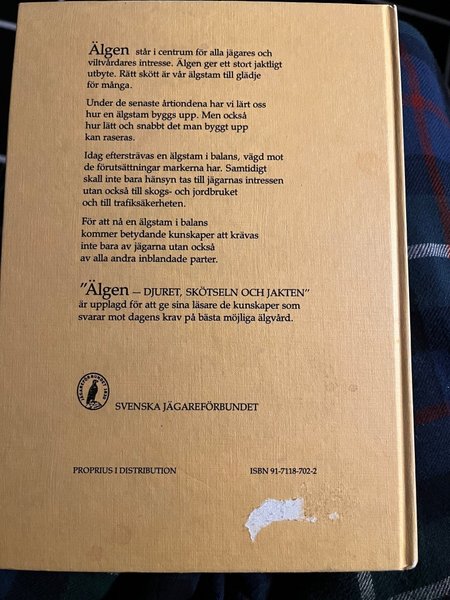 Älgen står i centrum för alla jägares och
viltvårdares intresse. Älgen ger ett stort jaktligt
utbyte. Rätt skött är vår älgstam till glädje
för många.
Under de senaste årtiondena har vi lärt oss
hur en älgstam byggs upp. Men också
hur lätt och snabbt det man byggt upp
kan raseras.
Idag eftersträvas en älgstam i balans, vägd mot
de förutsättningar markerna har. Samtidigt
skall inte bara hänsyn tas till jägarnas intressen
utan också till skogs- och jordbruket
och till trafiksäkerheten.
För att nå en älgstam i balans
kommer betydande kunskaper att krävas
inte bara av jägarna utan också
av alla andra inblandade parter.
"Älgen — DJURET, SKÖTSELN OCH JAKTEN"
är upplagd för att ge sina läsare de kunskaper som
svarar mot dagens krav på bästa möjliga älgvård.
SVENSKA JÄGAREFÖRBUNDET
PROPRIUS I DISTRIBUTION
ISBN 91-7118-702-2